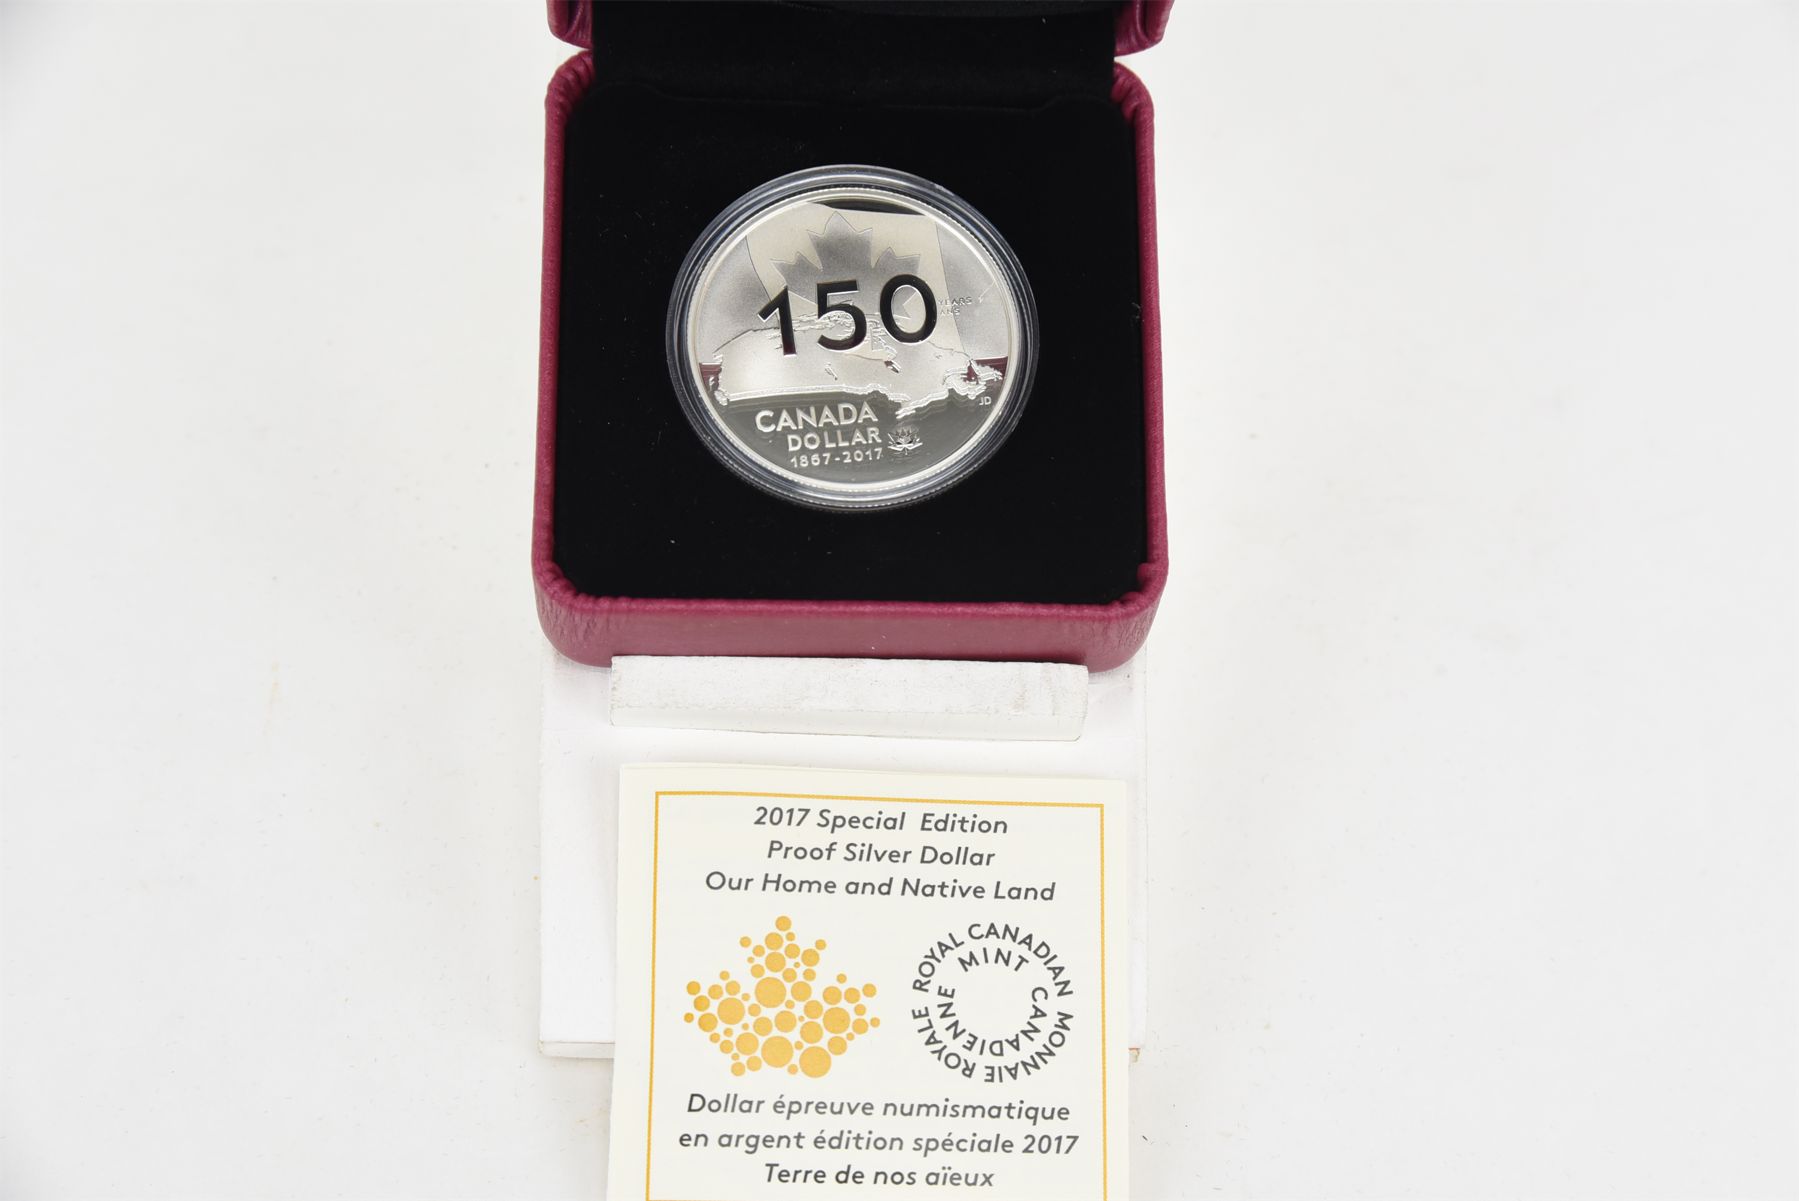 150
YEARS
ANS
JD
CANADA
DOLLAR
1867-2017
2017 Special Edition
Proof Silver Dollar
Our Home and Native Land
ROYAL CANADIAN MINT
MONNAIE ROYALE CANADIENNE
Dollar épreuve numismatique
en argent édition spéciale 2017
Terre de nos aïeux